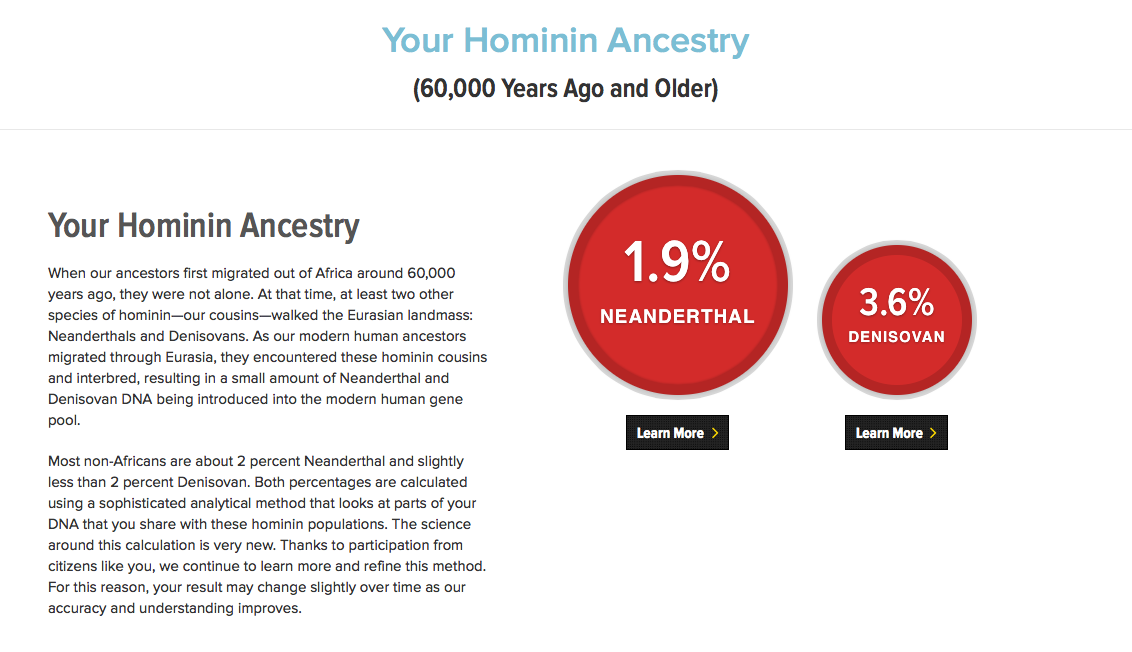 Your Hominin Ancestry
(60,000 Years Ago and Older)
Your Hominin Ancestry
When our ancestors first migrated out of Africa around 60,000
years ago, they were not alone. At that time, at least two other
species of hominin—our cousins—walked the Eurasian landmass:
Neanderthals and Denisovans. As our modern human ancestors
migrated through Eurasia, they encountered these hominin cousins
and interbred, resulting in a small amount of Neanderthal and
Denisovan DNA being introduced into the modern human gene
pool.
Most non-Africans are about 2 percent Neanderthal and slightly
less than 2 percent Denisovan. Both percentages are calculated
using a sophisticated analytical method that looks at parts of your
DNA that you share with these hominin populations. The science
around this calculation is very new. Thanks to participation from
citizens like you, we continue to learn more and refine this method.
For this reason, your result may change slightly over time as our
accuracy and understanding improves.
1.9%
NEANDERTHAL
Learn More >
3.6%
DENISOVAN
Learn More >